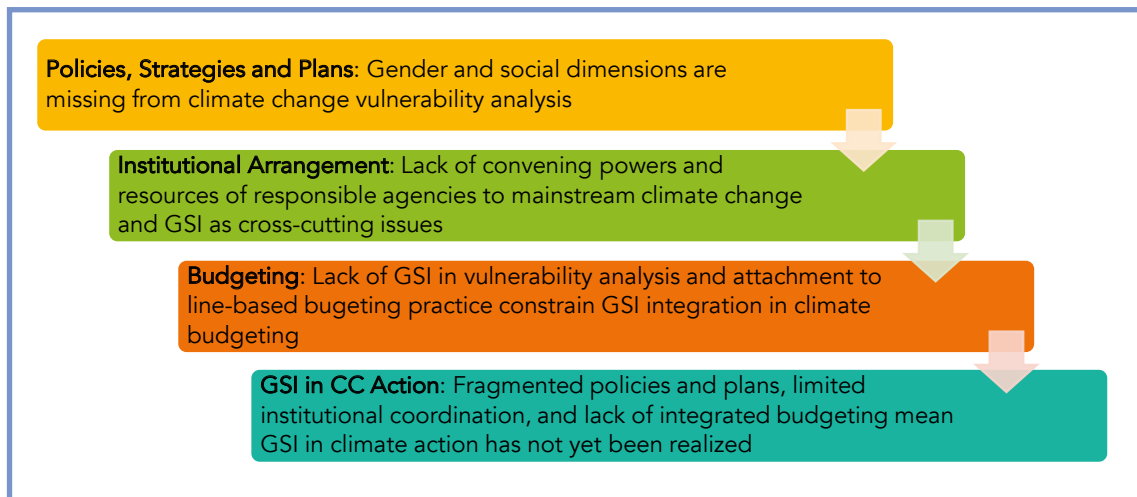 Policies, Strategies and Plans: Gender and social dimensions are
missing from climate change vulnerability analysis
Institutional Arrangement: Lack of convening powers and
resources of responsible agencies to mainstream climate change
and GSI as cross-cutting issues
Budgeting: Lack of GSI in vulnerability analysis and attachment to
line-based bugeting practice constrain GSI integration in climate
budgeting
GSI in CC Action: Fragmented policies and plans, limited
institutional coordination, and lack of integrated budgeting mean
GSI in climate action has not yet been realized